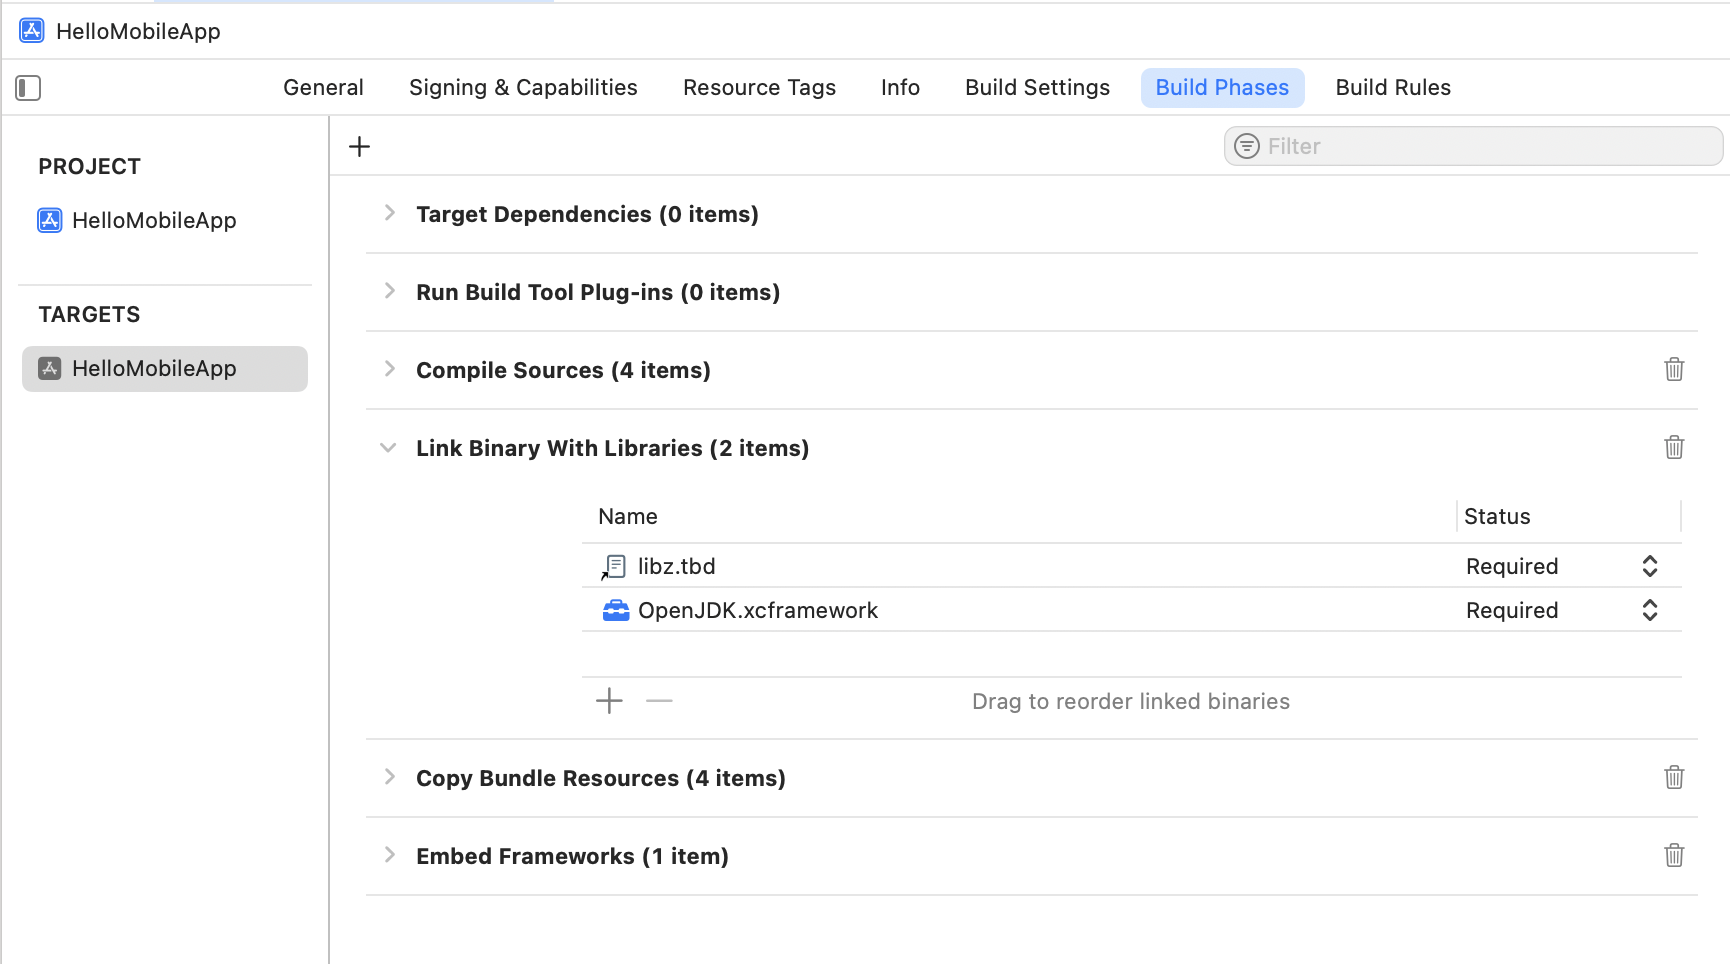 HelloMobileApp
General Signing & Capabilities Resource Tags Info Build Settings Build Phases Build Rules
Filter
PROJECT
HelloMobileApp
TARGETS
HelloMobileApp
Target Dependencies (0 items)
Run Build Tool Plug-ins (0 items)
Compile Sources (4 items)
Link Binary With Libraries (2 items)
Name Status
libz.tbd Required
OpenJDK.xcframework Required
Drag to reorder linked binaries
Copy Bundle Resources (4 items)
Embed Frameworks (1 item)